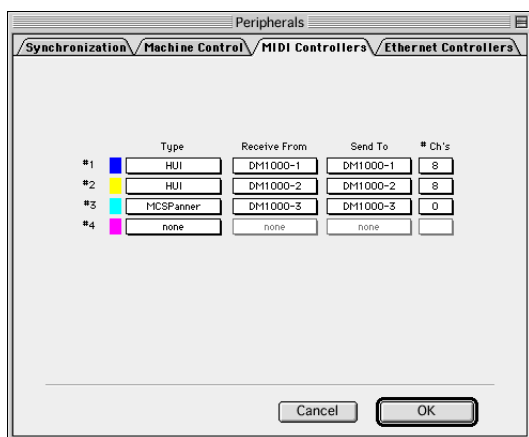 Peripherals
Synchronization Machine Control MIDI Controllers Ethernet Controllers
Type Receive From Send To # Ch's
#1 HUI DM1000-1 DM1000-1 8
#2 HUI DM1000-2 DM1000-2 8
#3 MCSPanner DM1000-3 DM1000-3 0
#4 none none none
Cancel OK